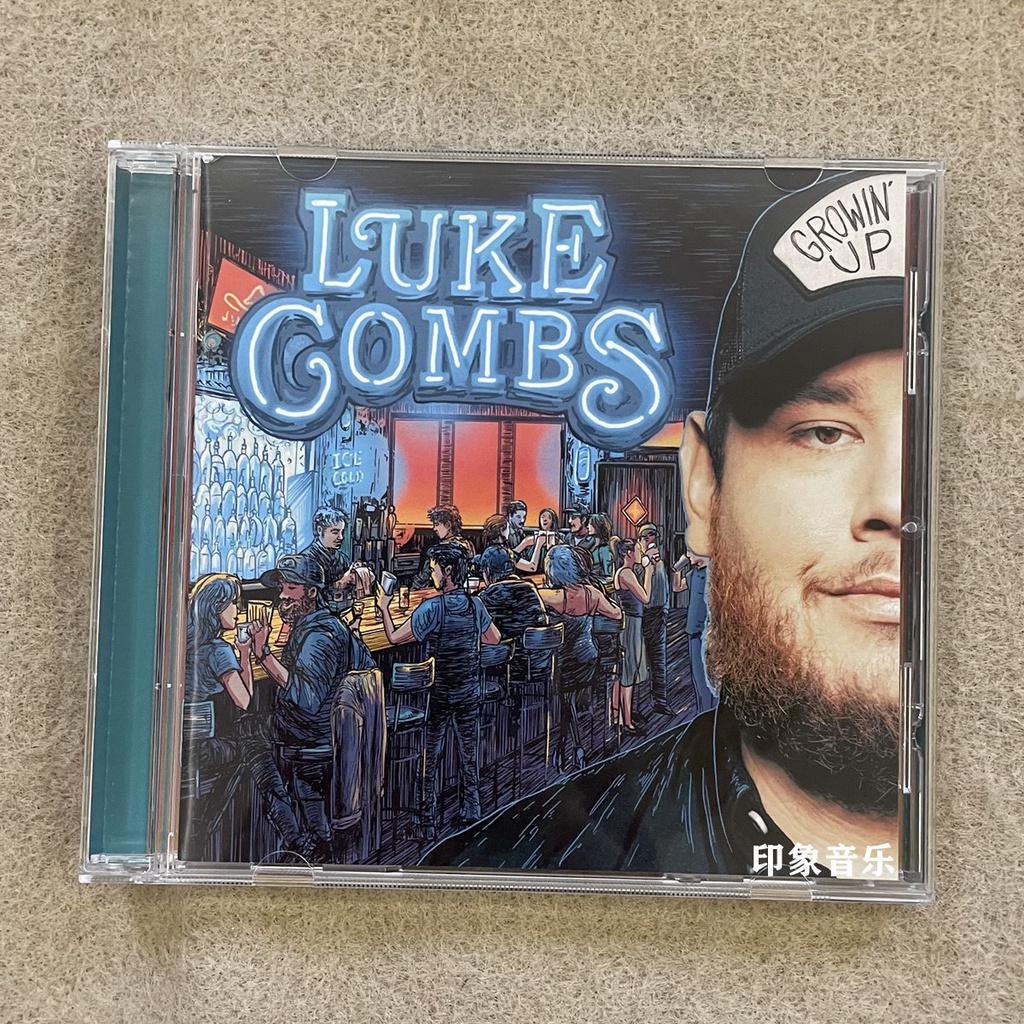 LUKE
COMBS
GROWIN'
UP
ICE
COLD
印象音乐